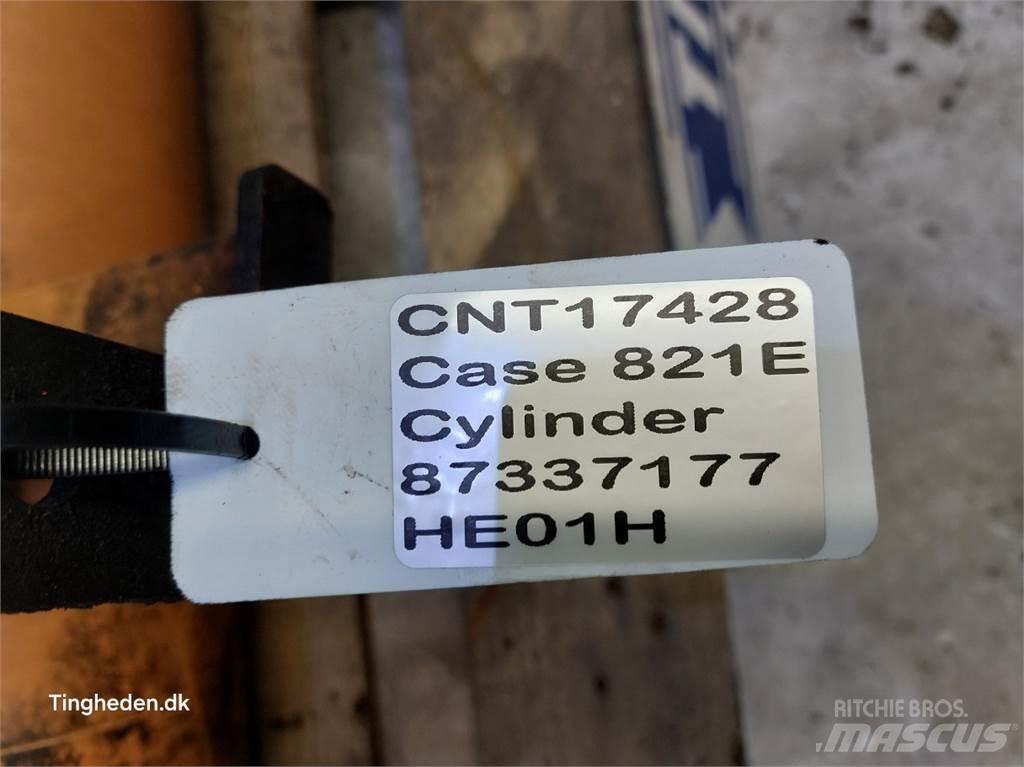 CNT17428
Case 821E
Cylinder
87337177
HE01H
Tingheden.dk
RITCHIE BROS.
MASCUS